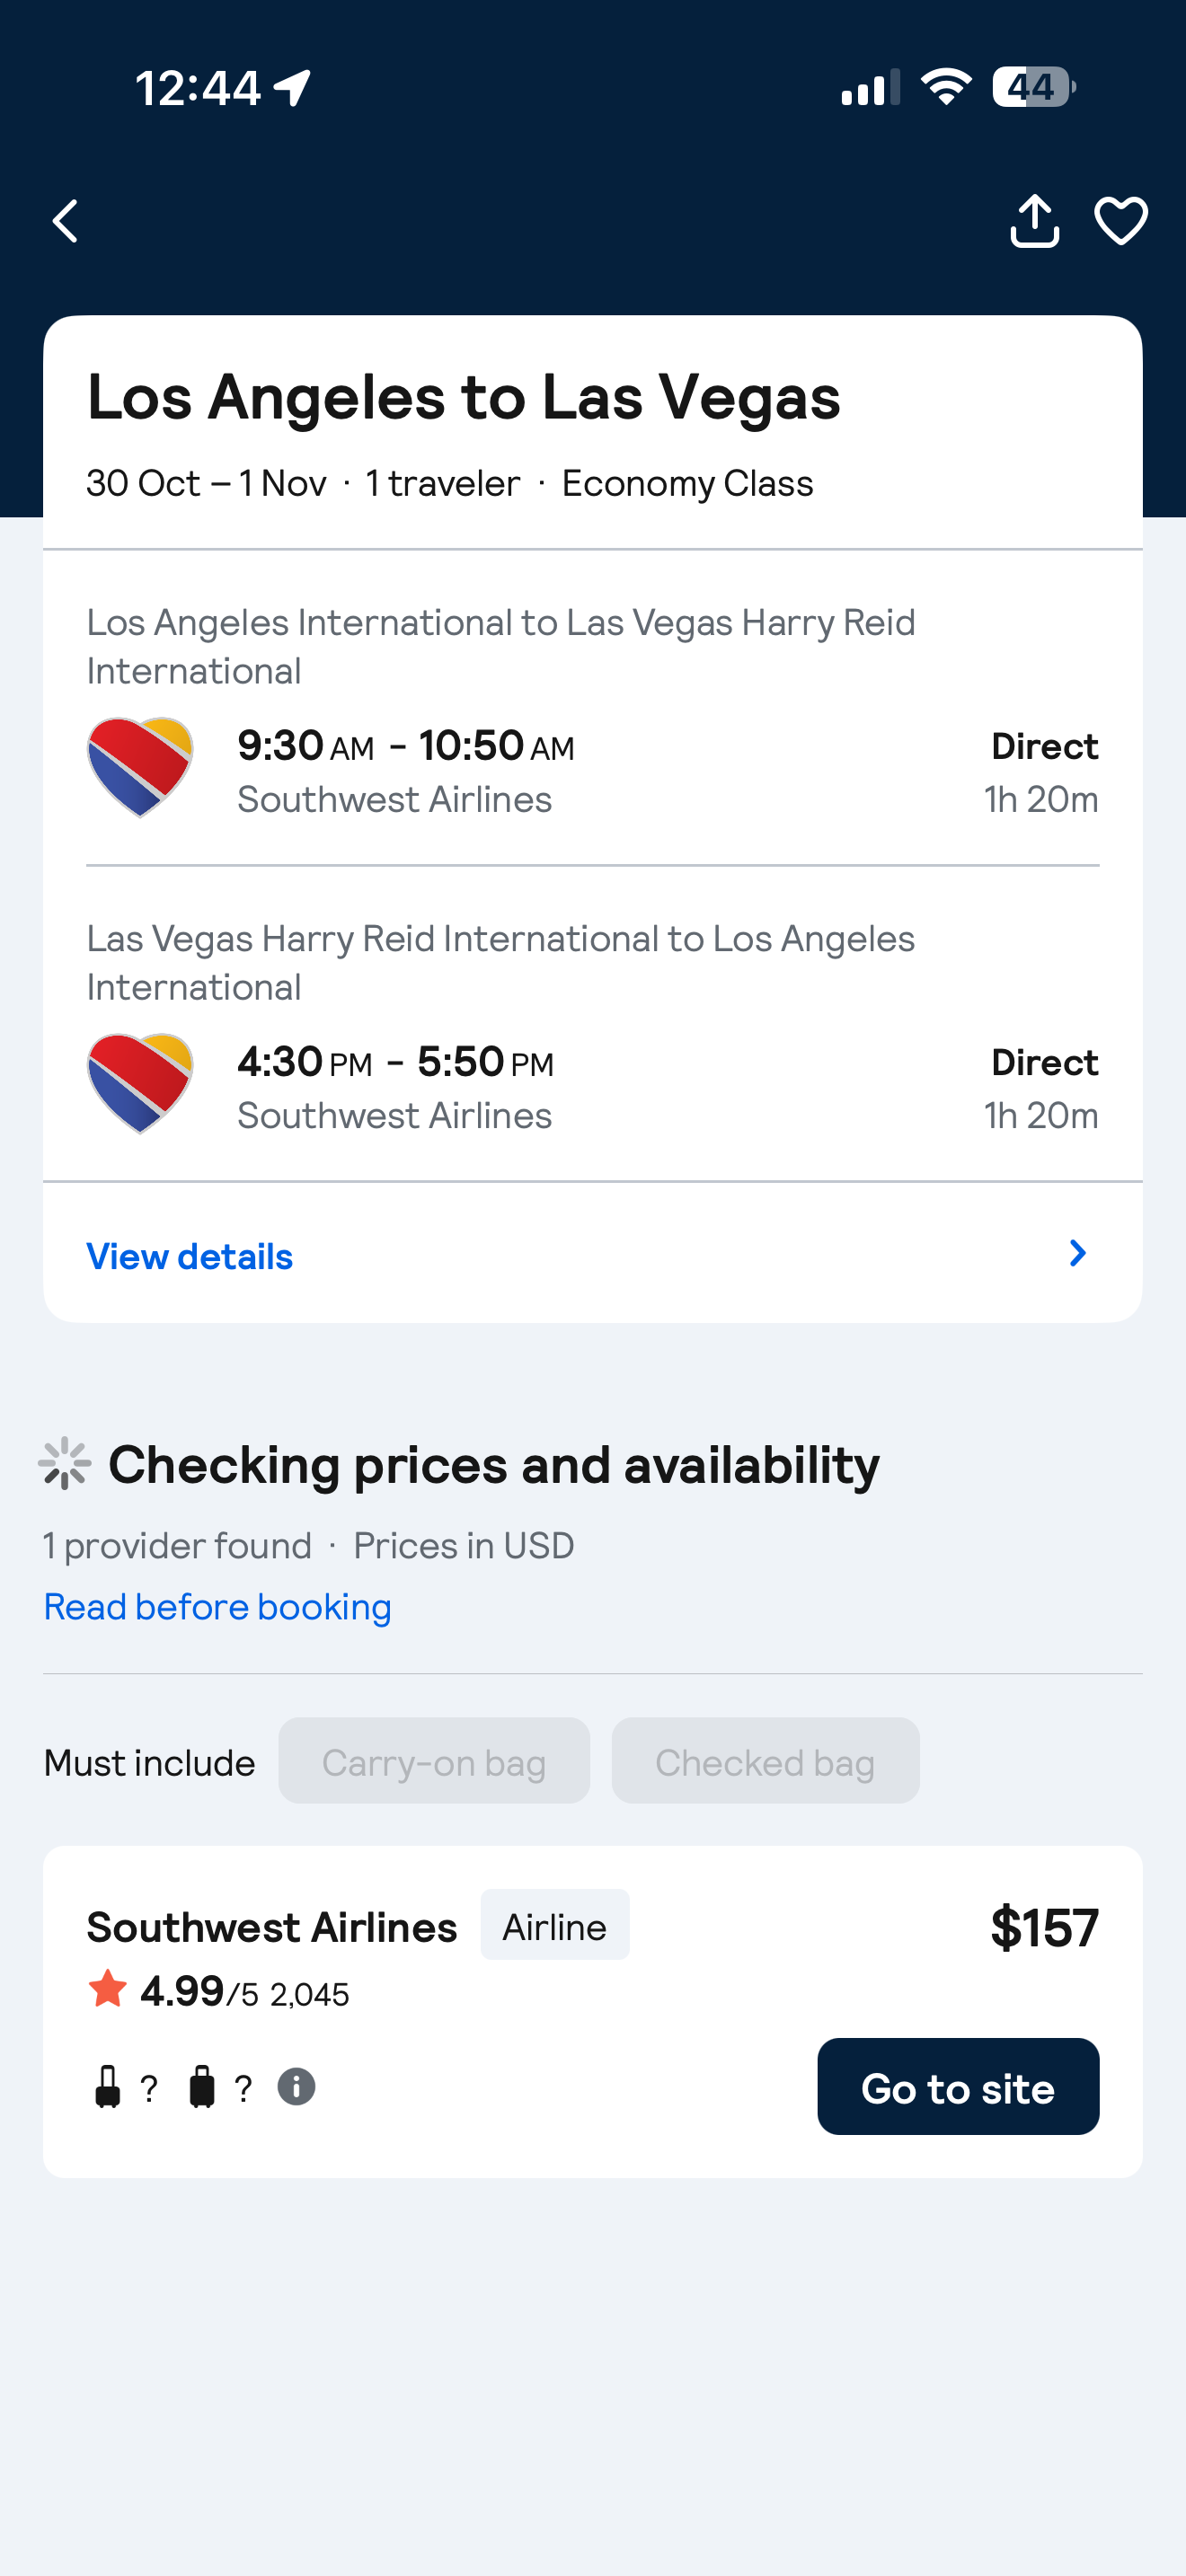 12:44
44
Los Angeles to Las Vegas
30 Oct – 1 Nov · 1 traveler · Economy Class
Los Angeles International to Las Vegas Harry Reid
International
9:30 AM - 10:50 AM
Direct
Southwest Airlines
1h 20m
Las Vegas Harry Reid International to Los Angeles
International
4:30 PM - 5:50 PM
Direct
Southwest Airlines
1h 20m
View details
Checking prices and availability
1 provider found · Prices in USD
Read before booking
Must include
Carry-on bag
Checked bag
Southwest Airlines
Airline
$157
4.99/5 2,045
? ?
Go to site